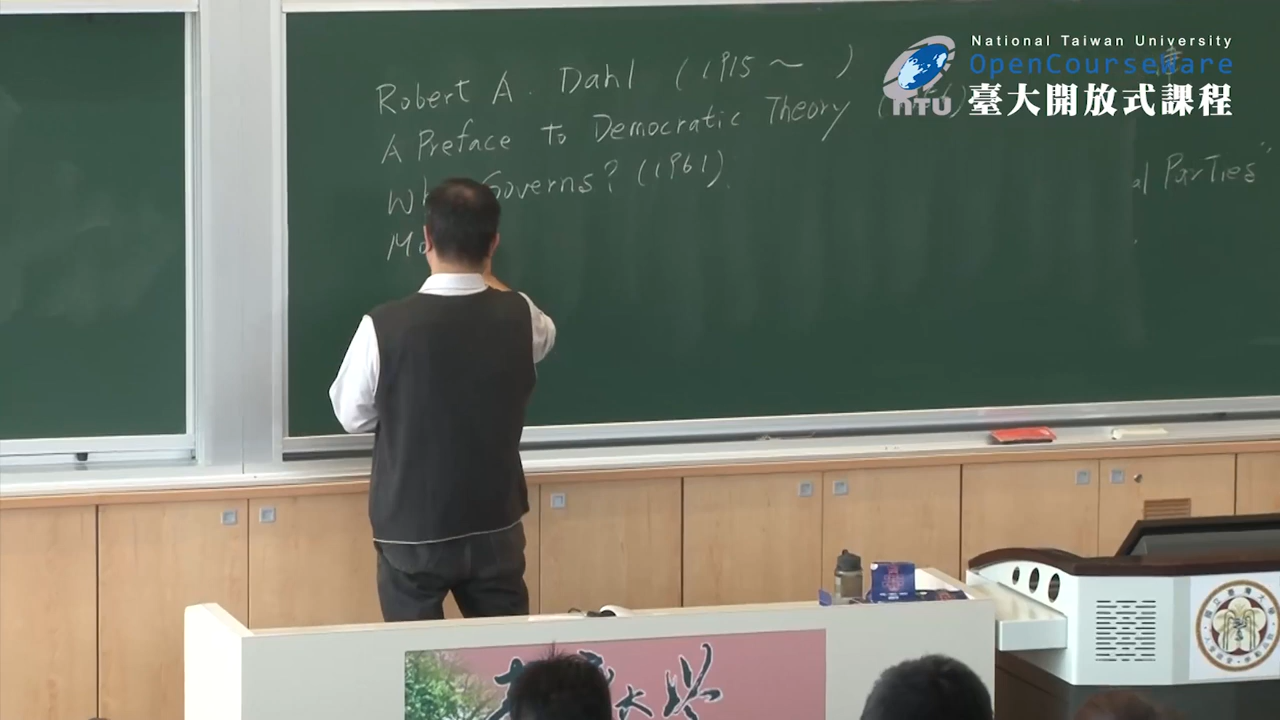 Robert A. Dahl (1915 ~ )
A Preface To Democratic Theory
Governs? (1961)
al Parties"
National Taiwan University
OpenCourseWare
NTU 臺大開放式課程